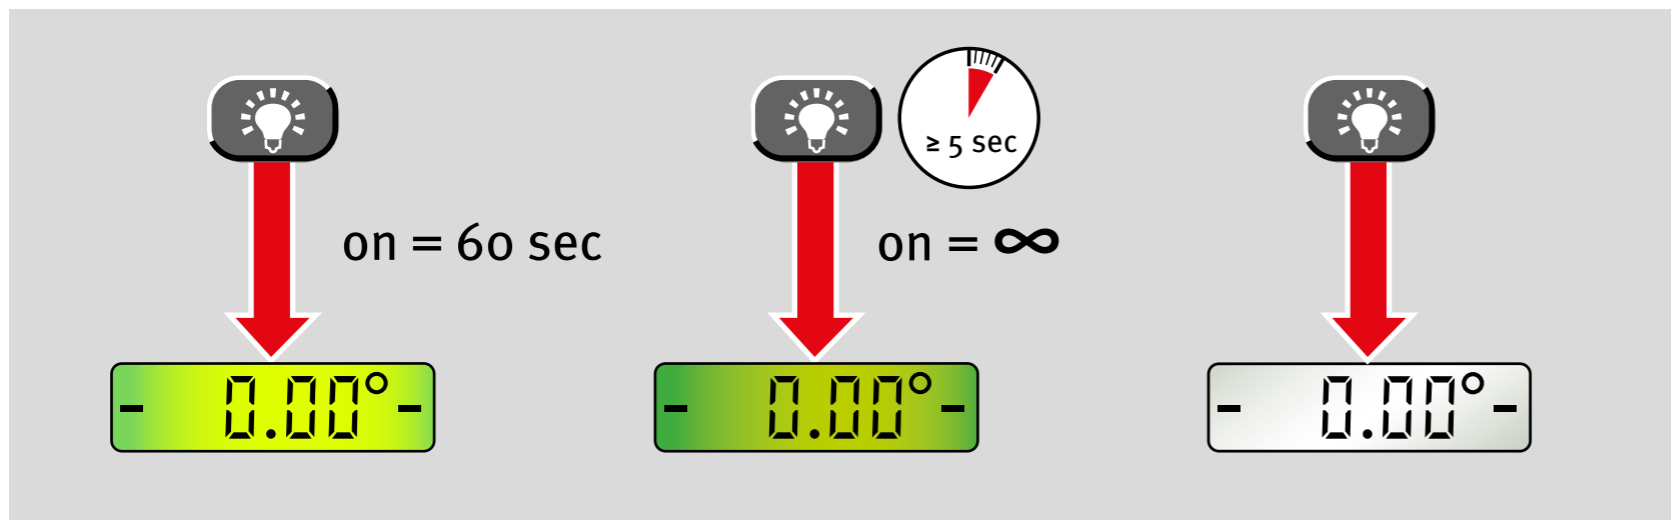 ≥ 5 sec
on = 60 sec
on = ∞
- 0.00° -
- 0.00° -
- 0.00° -